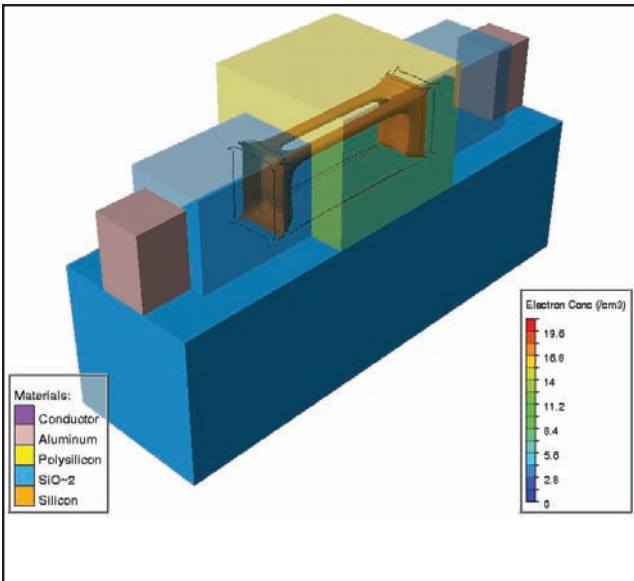 Electron Conc (/cm3)
19.6
16.8
14
11.2
8.4
5.6
2.8
0
Materials:
Conductor
Aluminum
Polysilicon
SiO~2
Silicon